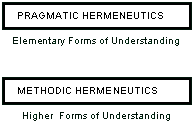 PRAGMATIC HERMENEUTICS
Elementary Forms of Understanding
METHODIC HERMENEUTICS
Higher Forms of Understanding